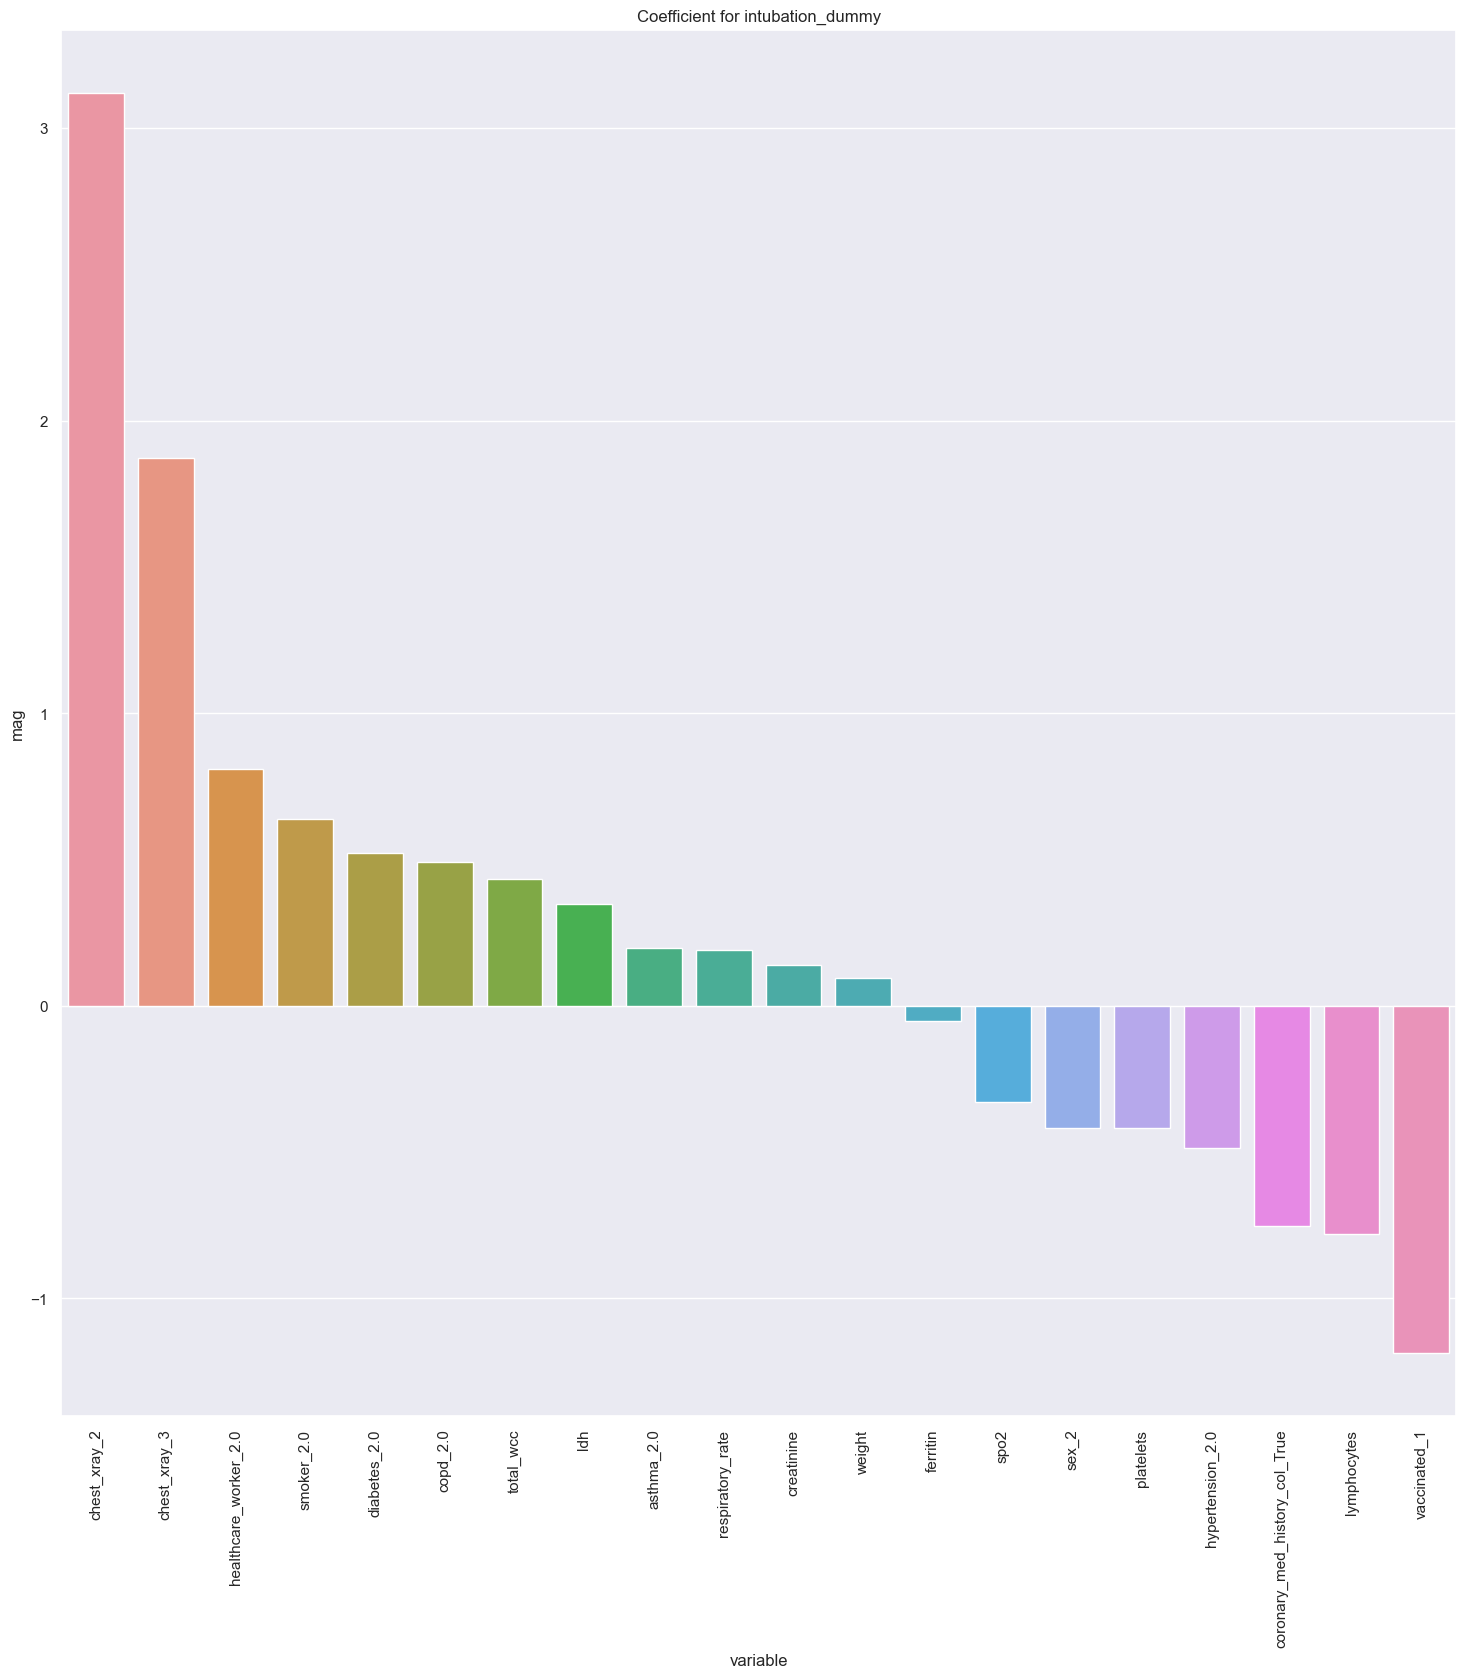 Coefficient for intubation_dummy
mag
3
2
1
0
−1
chest_xray_2
chest_xray_3
healthcare_worker_2.0
smoker_2.0
diabetes_2.0
copd_2.0
total_wcc
ldh
asthma_2.0
respiratory_rate
creatinine
weight
ferritin
spo2
sex_2
platelets
hypertension_2.0
coronary_med_history_col_True
lymphocytes
vaccinated_1
variable